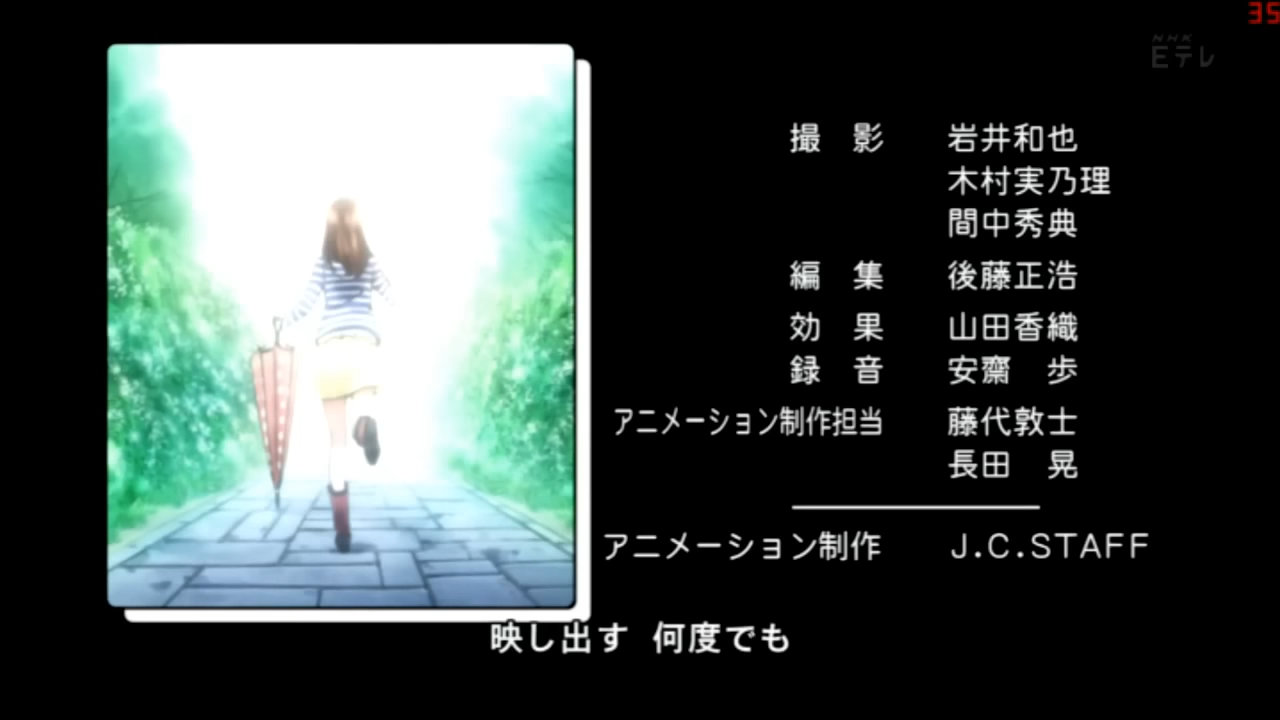 35
NHK
Eテレ
撮 影 岩井和也
木村実乃理
間中秀典
編 集 後藤正浩
効 果 山田香織
録 音 安齋 歩
アニメーション制作担当 藤代敦士
長田 晃
アニメーション制作 J.C.STAFF
映し出す 何度でも